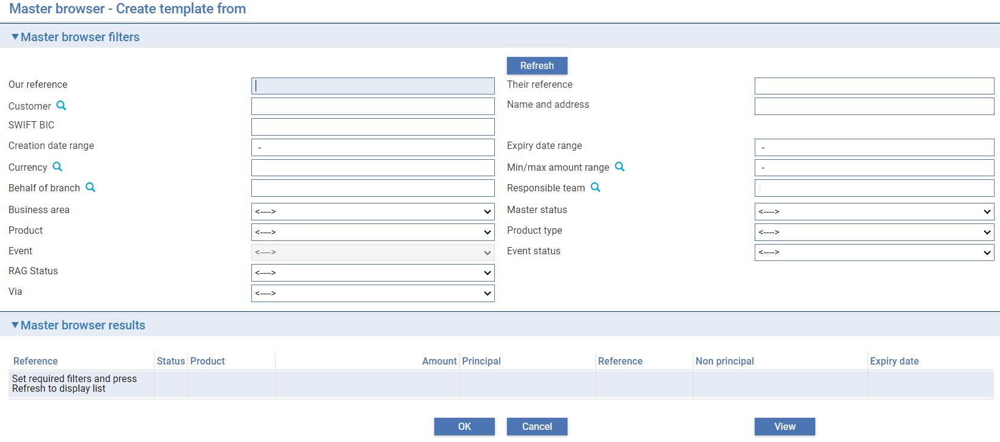 Master browser - Create template from
Master browser filters
Refresh
Our reference
Their reference
Customer
Name and address
SWIFT BIC
Creation date range
-
Expiry date range
-
Currency
Min/max amount range
-
Behalf of branch
Responsible team
Business area
<---->
Master status
<---->
Product
<---->
Product type
<---->
Event
<---->
Event status
<---->
RAG Status
<---->
Via
<---->
Master browser results
Reference Status Product Amount Principal Reference Non principal Expiry date
Set required filters and press
Refresh to display list
OK Cancel View